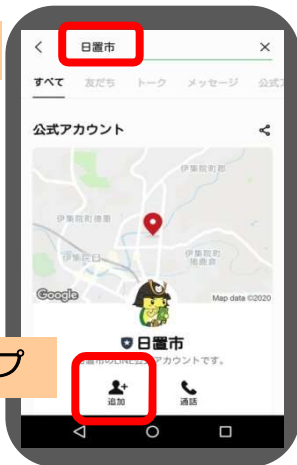 日置市
すべて 友だち トーク メッセージ 公式ア
公式アカウント
伊集院町郡
伊集院町徳重
伊集院
伊集院町
Google
Map data ©2020
日置市
日置市のLINE公式アカウントです。
プ
追加 通話